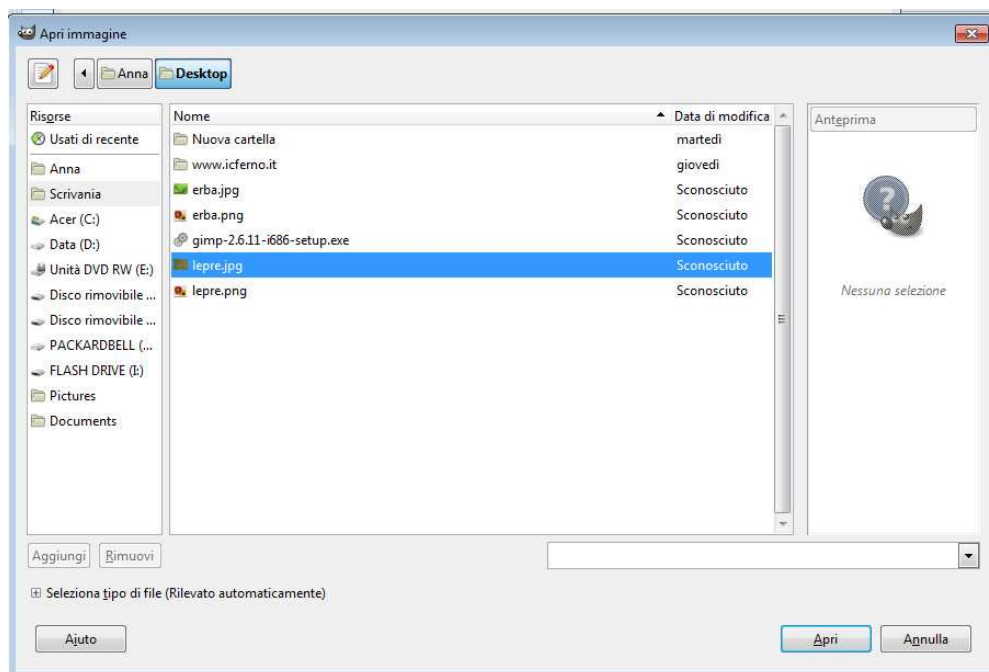 Apri immagine
Anna Desktop
Risorse
Usati di recente
Anna
Scrivania
Acer (C:)
Data (D:)
Unità DVD RW (E:)
Disco rimovibile ...
Disco rimovibile ...
PACKARDBELL (...
FLASH DRIVE (I:)
Pictures
Documents
Nome Data di modifica
Nuova cartella martedì
www.icferno.it giovedì
erba.jpg Sconosciuto
erba.png Sconosciuto
gimp-2.6.11-i686-setup.exe Sconosciuto
lepre.jpg Sconosciuto
lepre.png Sconosciuto
Anteprima
Nessuna selezione
Aggiungi Rimuovi
Seleziona tipo di file (Rilevato automaticamente)
Aiuto Apri Annulla